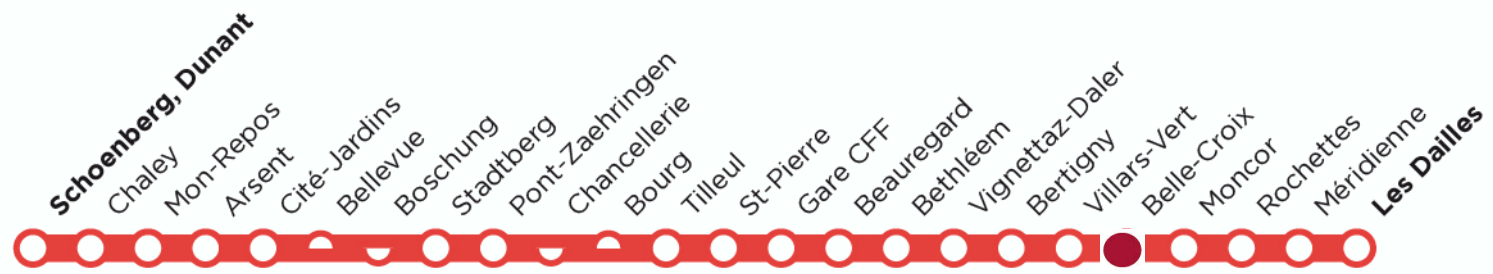 Schoenberg, Dunant
Chaley
Mon-Repos
Arsent
Cité-Jardins
Bellevue
Boschung
Stadtberg
Pont-Zaehringen
Chancellerie
Bourg
Tilleul
St-Pierre
Gare CFF
Beauregard
Bethléem
Vignettaz-Daler
Bertigny
Villars-Vert
Belle-Croix
Moncor
Rochettes
Méridienne
Les Dailles